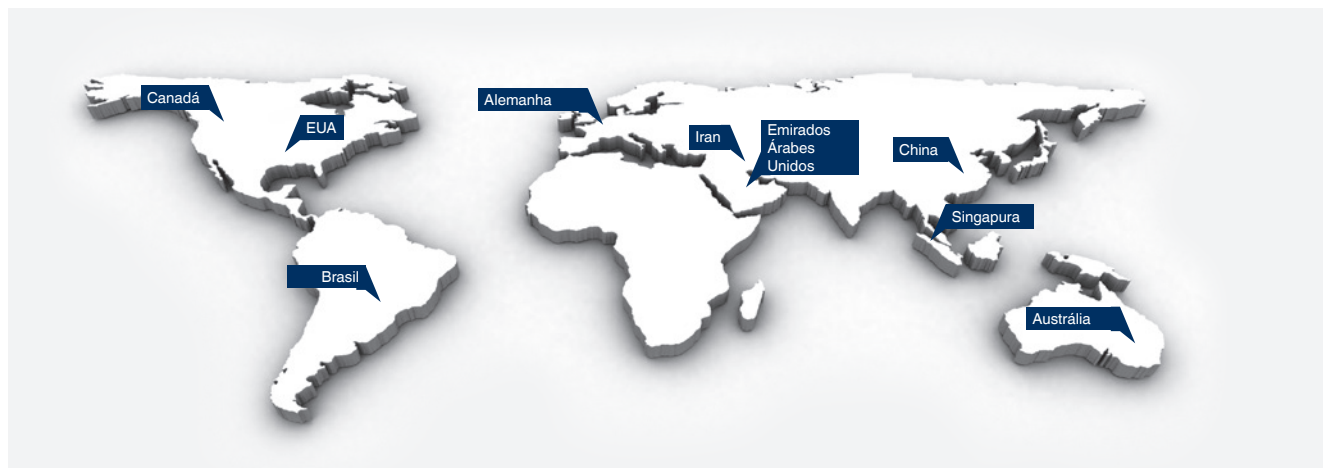 Canadá
EUA
Alemanha
Iran
Emirados
Árabes
Unidos
China
Singapura
Brasil
Austrália